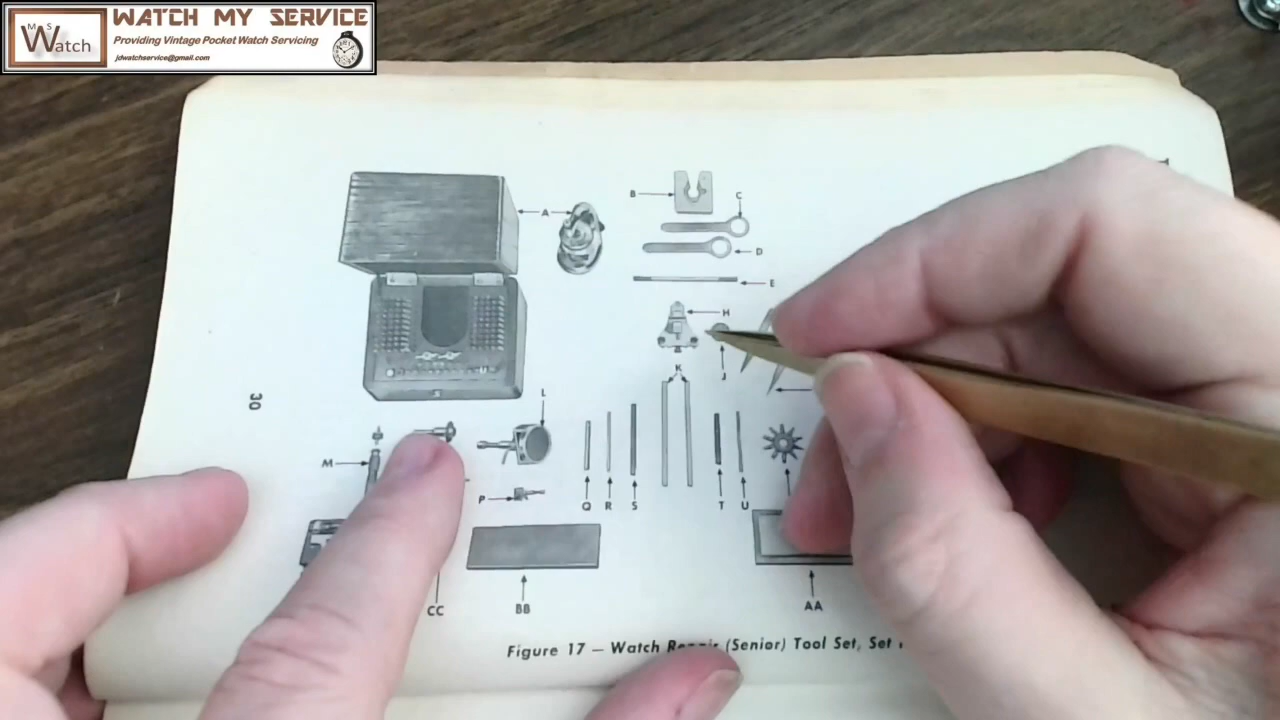 M S
Watch
WATCH MY SERVICE
Providing Vintage Pocket Watch Servicing
jdwatchservice@gmail.com
A
B
C
D
E
H
J
K
L
M
P
Q R S
T U
30
CC
BB
AA
Figure 17 — Watch Repair (Senior) Tool Set, Set